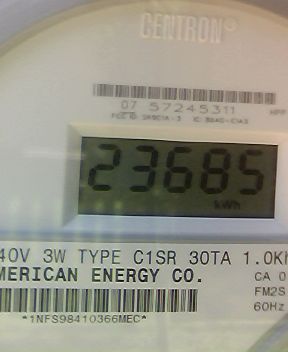 CENTRON®
07 57245311
23685
kWh
40V 3W TYPE C1SR 30TA 1.0Kh
MERICAN ENERGY CO.
CA 0
FM2S
60Hz
*1NFS98410366MEC*